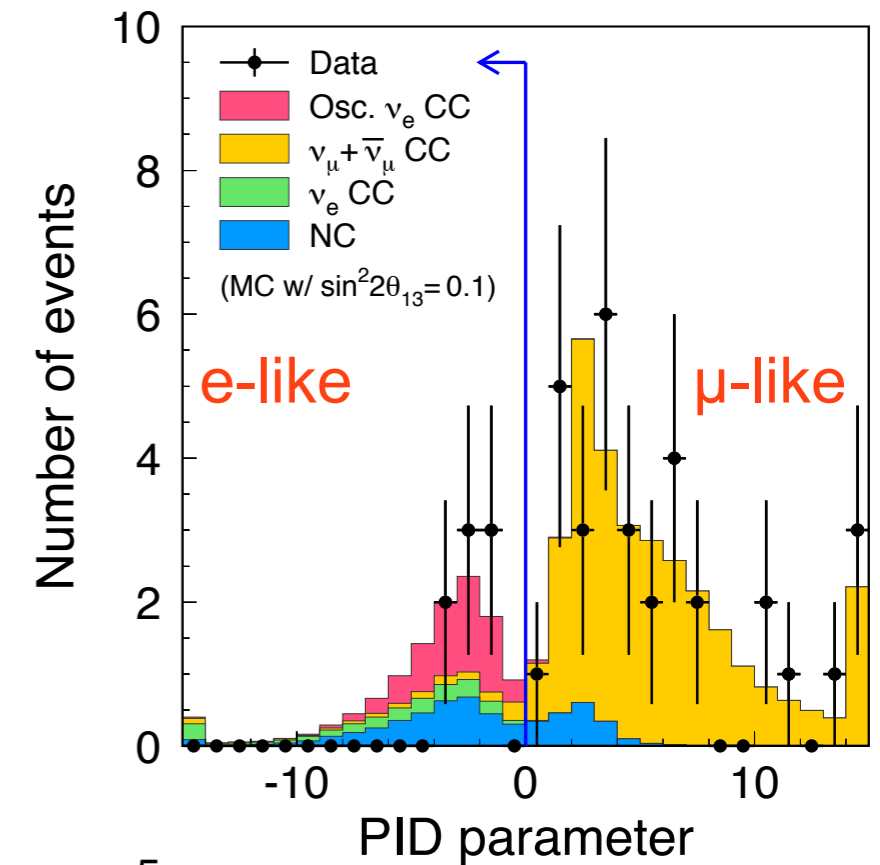 10
8
6
4
2
0
Number of events
Data
Osc. νe CC
νμ+ν̅μ CC
νe CC
NC
(MC w/ sin²2θ13= 0.1)
e-like
μ-like
-10 0 10
PID parameter